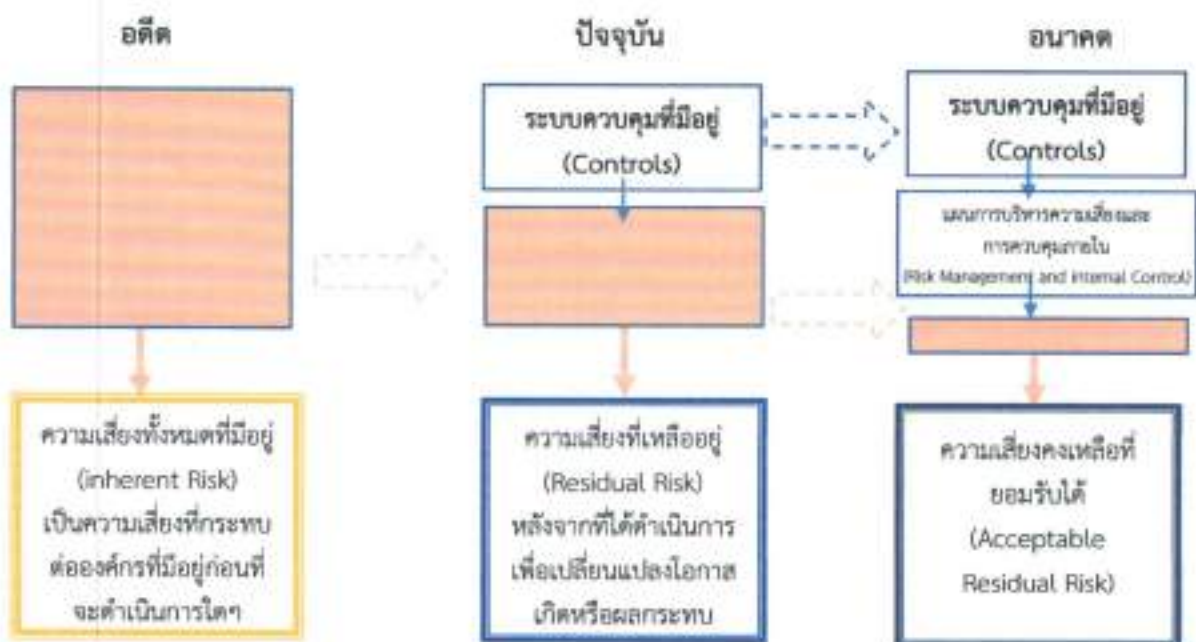 อดีต
ปัจจุบัน
อนาคต
ระบบควบคุมที่มีอยู่
(Controls)
ระบบควบคุมที่มีอยู่
(Controls)
แผนการบริหารความเสี่ยงและ
การควบคุมภายใน
(Risk Management and internal Control)
ความเสี่ยงทั้งหมดที่มีอยู่
(inherent Risk)
เป็นความเสี่ยงที่กระทบ
ต่อองค์กรที่มีอยู่ก่อนที่
จะดำเนินการใดๆ
ความเสี่ยงที่เหลืออยู่
(Residual Risk)
หลังจากที่ได้ดำเนินการ
เพื่อเปลี่ยนแปลงโอกาส
เกิดหรือผลกระทบ
ความเสี่ยงคงเหลือที่
ยอมรับได้
(Acceptable
Residual Risk)